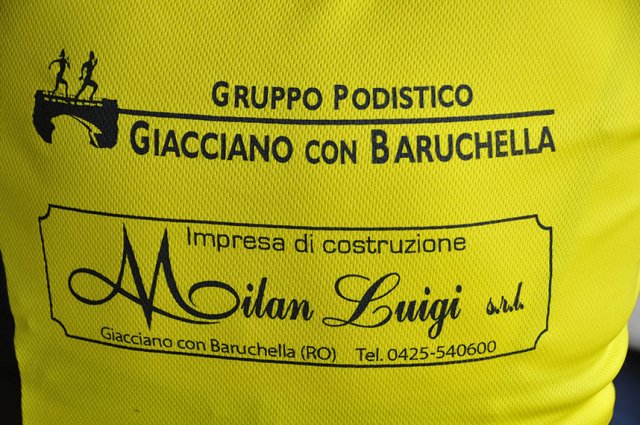 GRUPPO PODISTICO
GIACCIANO CON BARUCHELLA
Impresa di costruzione
Milan Luigi s.r.l.
Giacciano con Baruchella (RO) Tel. 0425-540600